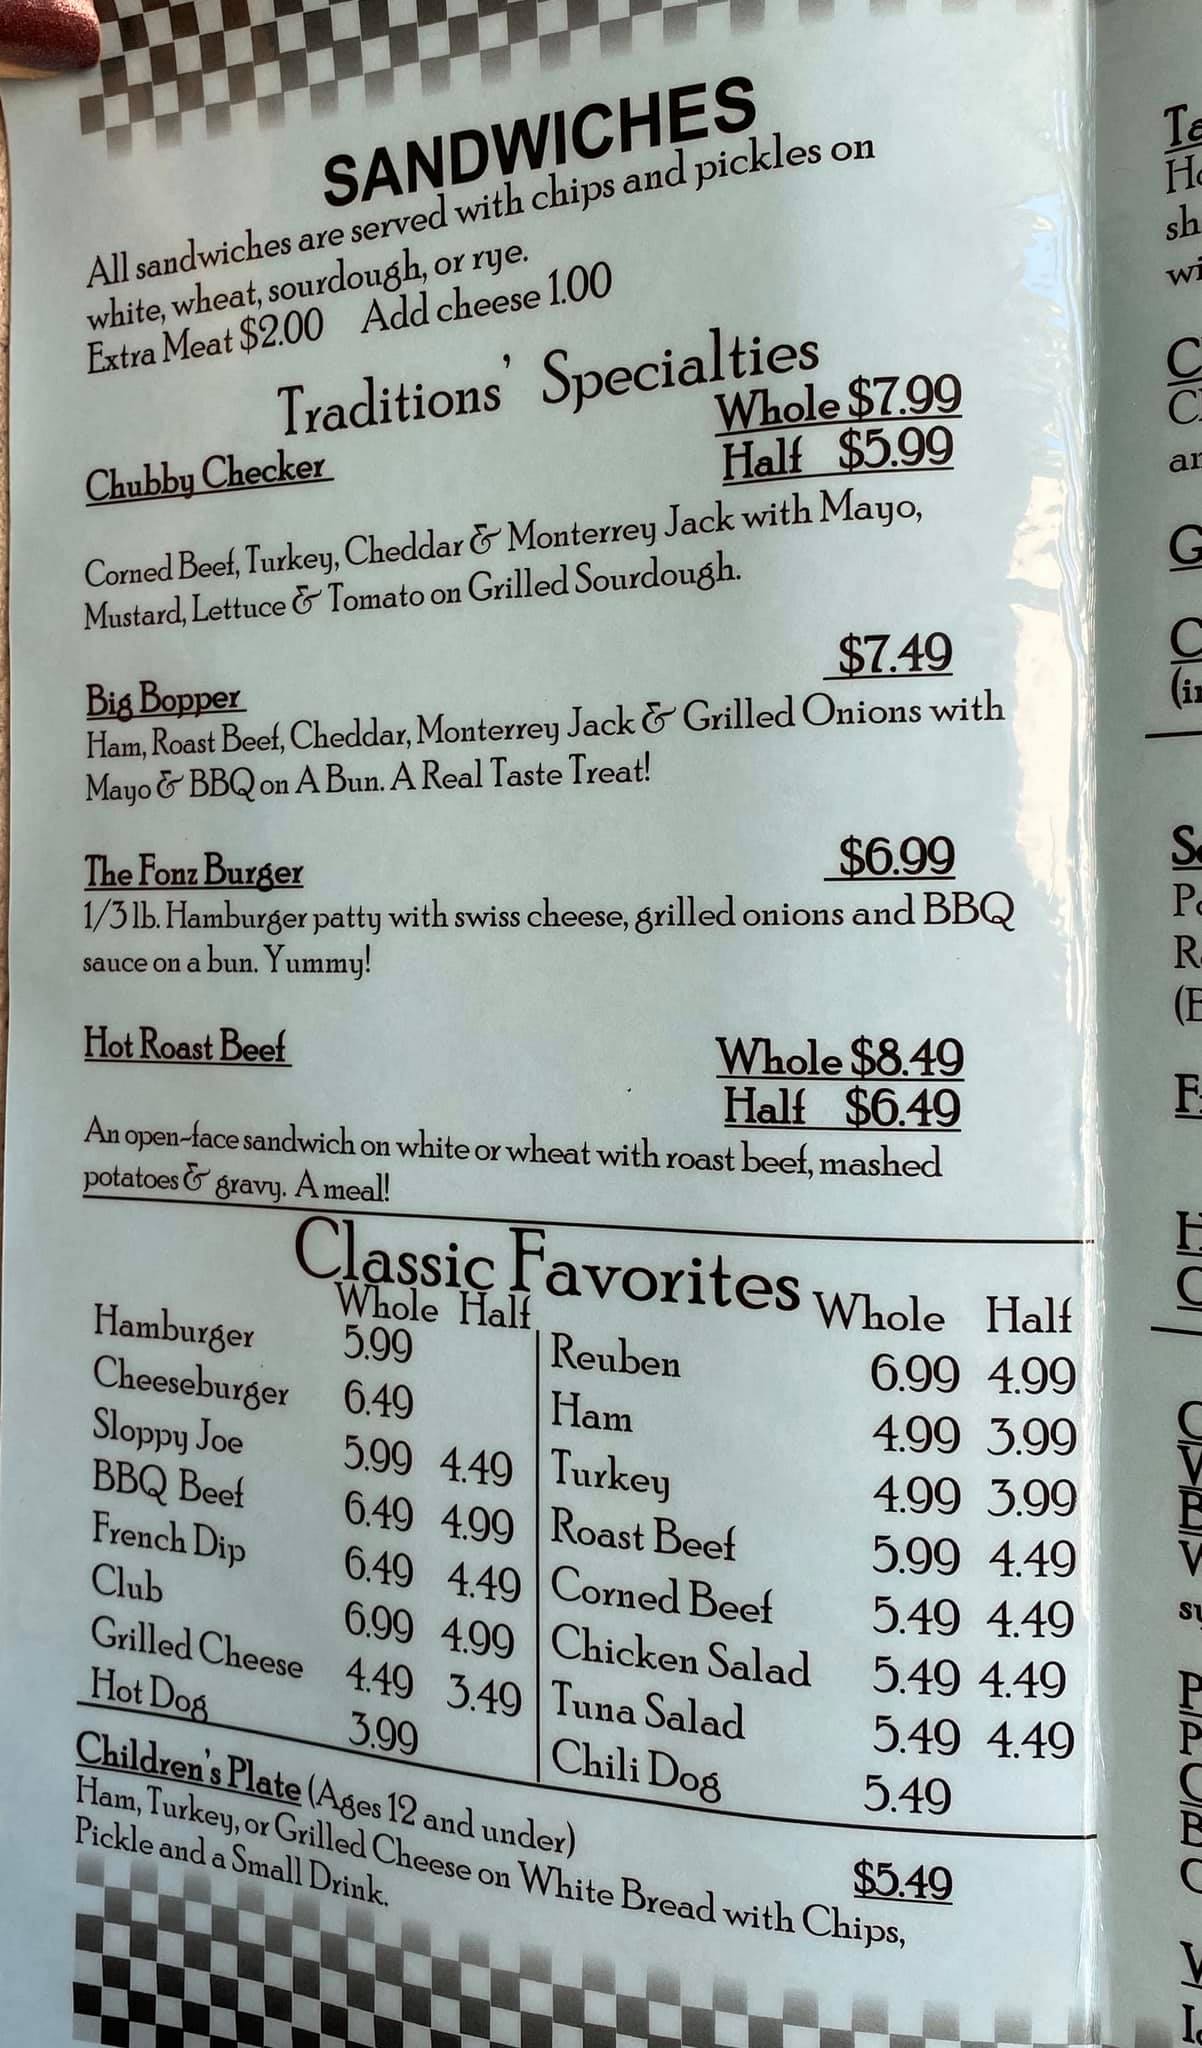 SANDWICHES
All sandwiches are served with chips and pickles on
white, wheat, sourdough, or rye.
Extra Meat $2.00 Add cheese 1.00
Traditions' Specialties
Chubby Checker Whole $7.99
Half $5.99
Corned Beef, Turkey, Cheddar & Monterrey Jack with Mayo,
Mustard, Lettuce & Tomato on Grilled Sourdough.
Big Bopper $7.49
Ham, Roast Beef, Cheddar, Monterrey Jack & Grilled Onions with
Mayo & BBQ on A Bun. A Real Taste Treat!
The Fonz Burger $6.99
1/3 lb. Hamburger patty with swiss cheese, grilled onions and BBQ
sauce on a bun. Yummy!
Hot Roast Beef Whole $8.49
Half $6.49
An open-face sandwich on white or wheat with roast beef, mashed
potatoes & gravy. A meal!
Classic Favorites
Whole Half
Hamburger 5.99
Cheeseburger 6.49
Sloppy Joe 5.99 4.49
BBQ Beef 6.49 4.99
French Dip 6.49 4.49
Club 6.99 4.99
Grilled Cheese 4.49 3.49
Hot Dog 3.99
Whole Half
Reuben 6.99 4.99
Ham 4.99 3.99
Turkey 4.99 3.99
Roast Beef 5.99 4.49
Corned Beef 5.49 4.49
Chicken Salad 5.49 4.49
Tuna Salad 5.49 4.49
Chili Dog 5.49
Children's Plate (Ages 12 and under) $5.49
Ham, Turkey, or Grilled Cheese on White Bread with Chips,
Pickle and a Small Drink.